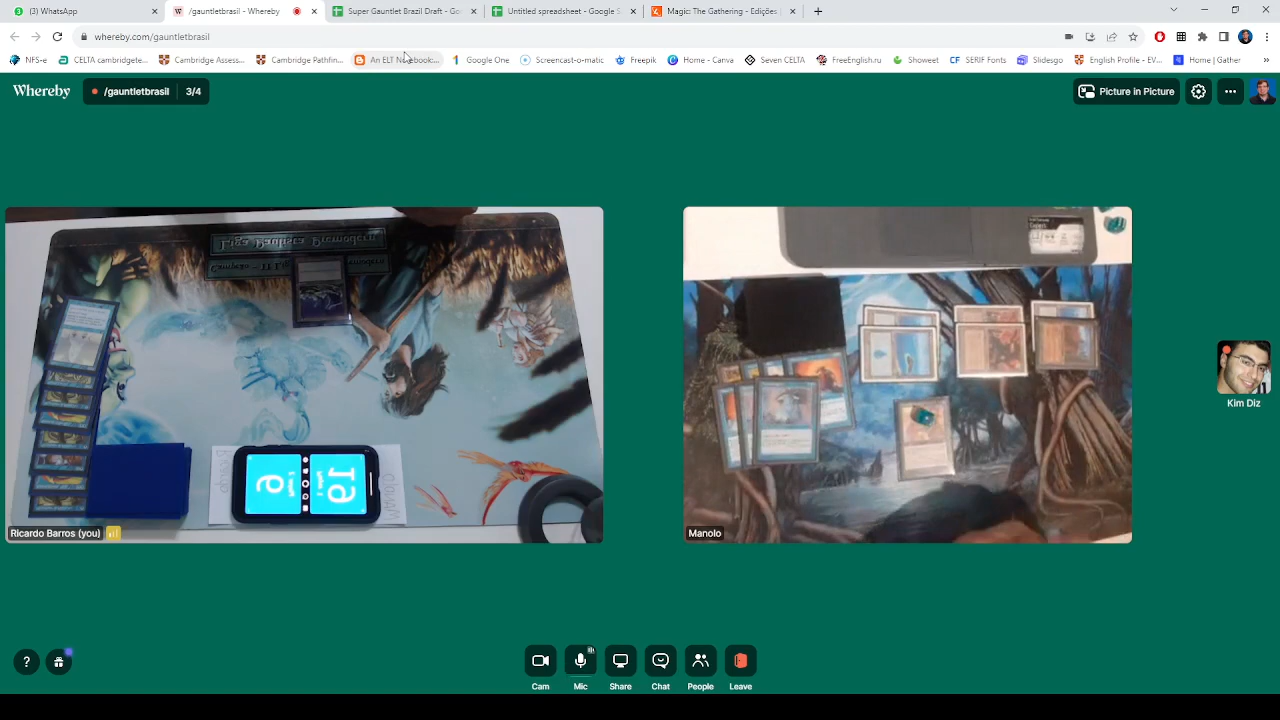 (3) WhatsApp
/gauntletbrasil - Whereby
Super Gauntlet Brazil Draft - Go
Untitled spreadsheet - Google S
Magic: The Gathering - Edições
whereby.com/gauntletbrasil
NFS-e
CELTA cambridgete...
Cambridge Assess...
Cambridge Pathfin...
An ELT Notebook:...
Google One
Screencast-o-matic
Freepik
Home - Canva
Seven CELTA
FreeEnglish.ru
Showeet
SERIF Fonts
Slidesgo
English Profile - EV...
Home | Gather
Whereby
/gauntletbrasil 3/4
Picture in Picture
Liga Paulista Premodern
Kim Diz
Ricardo Barros (you)
Manolo
Cam
Mic
Share
Chat
People
Leave